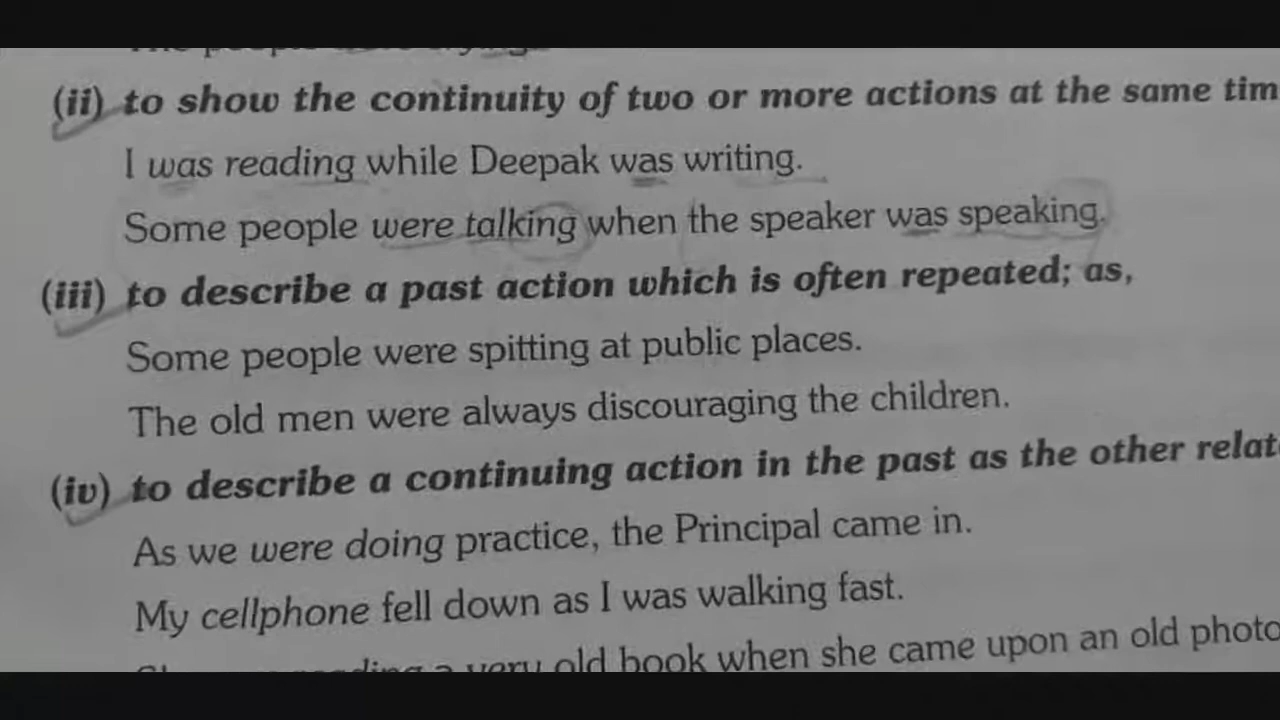 (ii) to show the continuity of two or more actions at the same tim
I was reading while Deepak was writing.
Some people were talking when the speaker was speaking.
(iii) to describe a past action which is often repeated; as,
Some people were spitting at public places.
The old men were always discouraging the children.
(iv) to describe a continuing action in the past as the other relat
As we were doing practice, the Principal came in.
My cellphone fell down as I was walking fast.
a very old book when she came upon an old photo